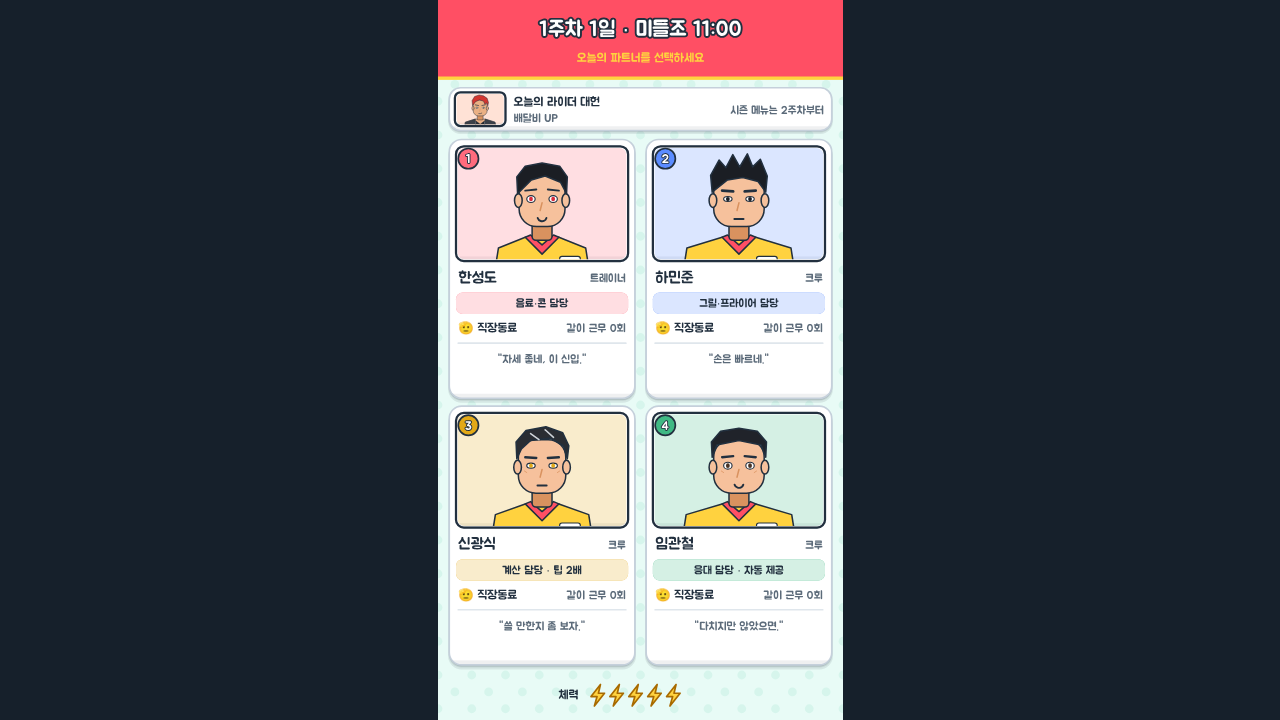 1주차 1일 · 미들조 11:00
오늘의 파트너를 선택하세요
오늘의 라이더 대헌
배달비 UP
시즌 메뉴는 2주차부터
1
한성도
트레이너
음료·콘 담당
직장동료
같이 근무 0회
"자세 좋네, 이 신입."
2
하민준
크루
그릴·프라이어 담당
직장동료
같이 근무 0회
"손은 빠르네."
3
신광식
크루
계산 담당 · 팁 2배
직장동료
같이 근무 0회
"쓸 만한지 좀 보자."
4
임관철
크루
응대 담당 · 자동 제공
직장동료
같이 근무 0회
"다치지만 않았으면."
체력